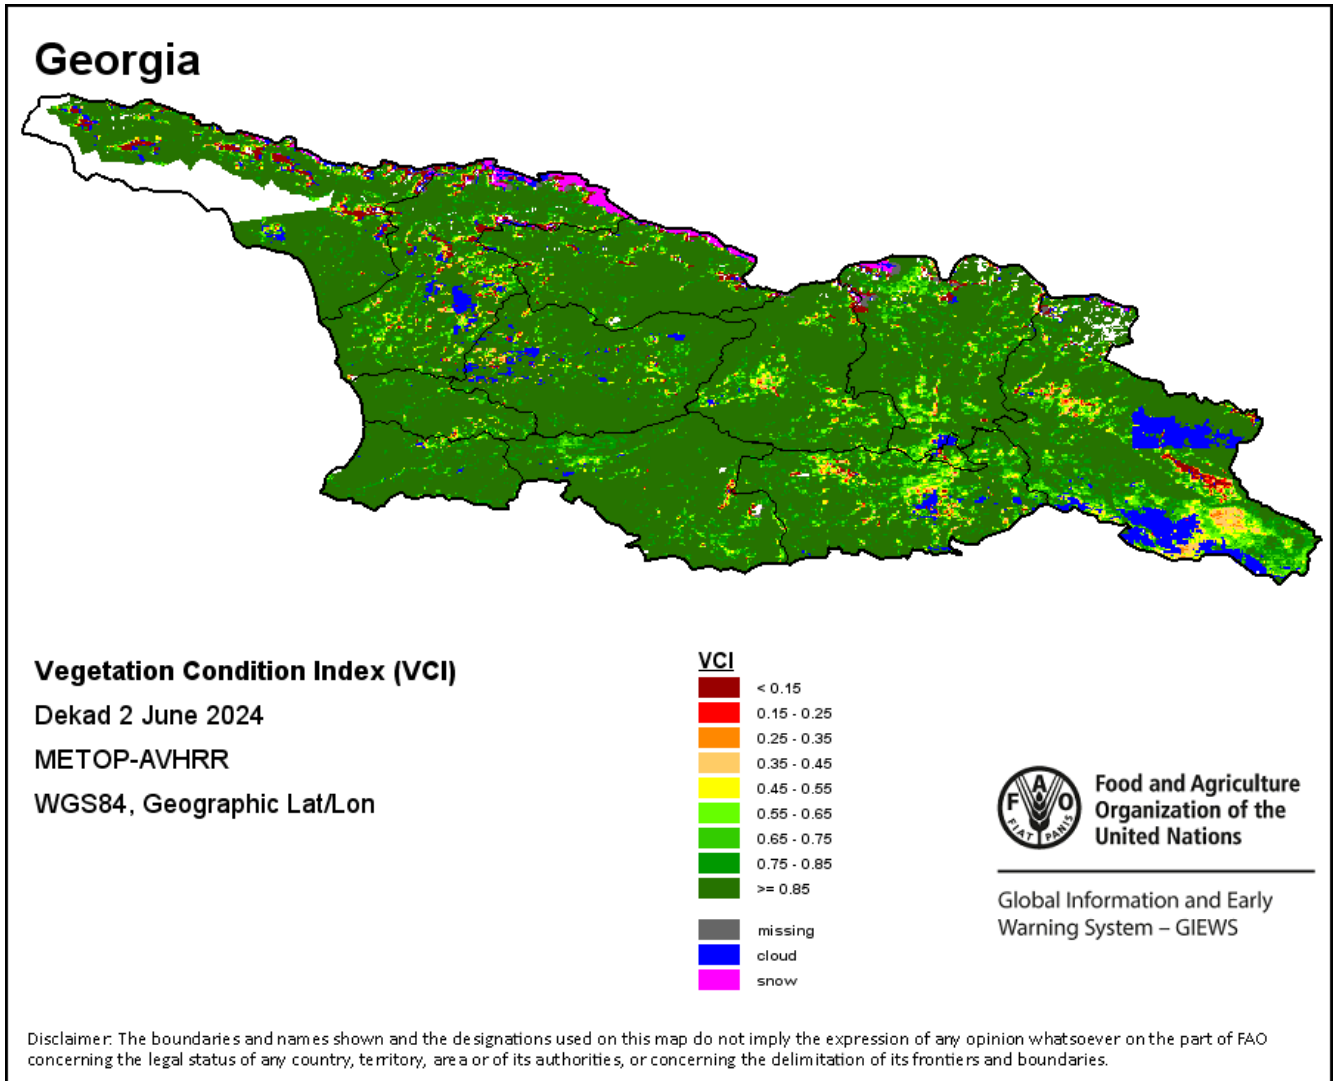 Georgia
Vegetation Condition Index (VCI)
Dekad 2 June 2024
METOP-AVHRR
WGS84, Geographic Lat/Lon
VCI
< 0.15
0.15 - 0.25
0.25 - 0.35
0.35 - 0.45
0.45 - 0.55
0.55 - 0.65
0.65 - 0.75
0.75 - 0.85
>= 0.85
missing
cloud
snow
F A O
FIAT PANIS
Food and Agriculture
Organization of the
United Nations
Global Information and Early
Warning System – GIEWS
Disclaimer: The boundaries and names shown and the designations used on this map do not imply the expression of any opinion whatsoever on the part of FAO
concerning the legal status of any country, territory, area or of its authorities, or concerning the delimitation of its frontiers and boundaries.